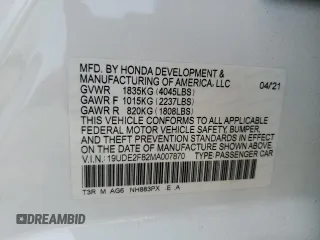 MFD. BY HONDA DEVELOPMENT &
MANUFACTURING OF AMERICA, LLC
GVWR 1835KG (4045LBS) 04/21
GAWR F 1015KG (2237LBS)
GAWR R 820KG (1808LBS)
THIS VEHICLE CONFORMS TO ALL APPLICABLE
FEDERAL MOTOR VEHICLE SAFETY, BUMPER,
AND THEFT PREVENTION STANDARDS IN EFFECT
ON THE DATE OF MANUFACTURE SHOWN ABOVE.
V.I.N.: 19UDE2F82MA007870 TYPE: PASSENGER CAR
T3R M AG6 NH883PX E A
AUTOBIDMASTER